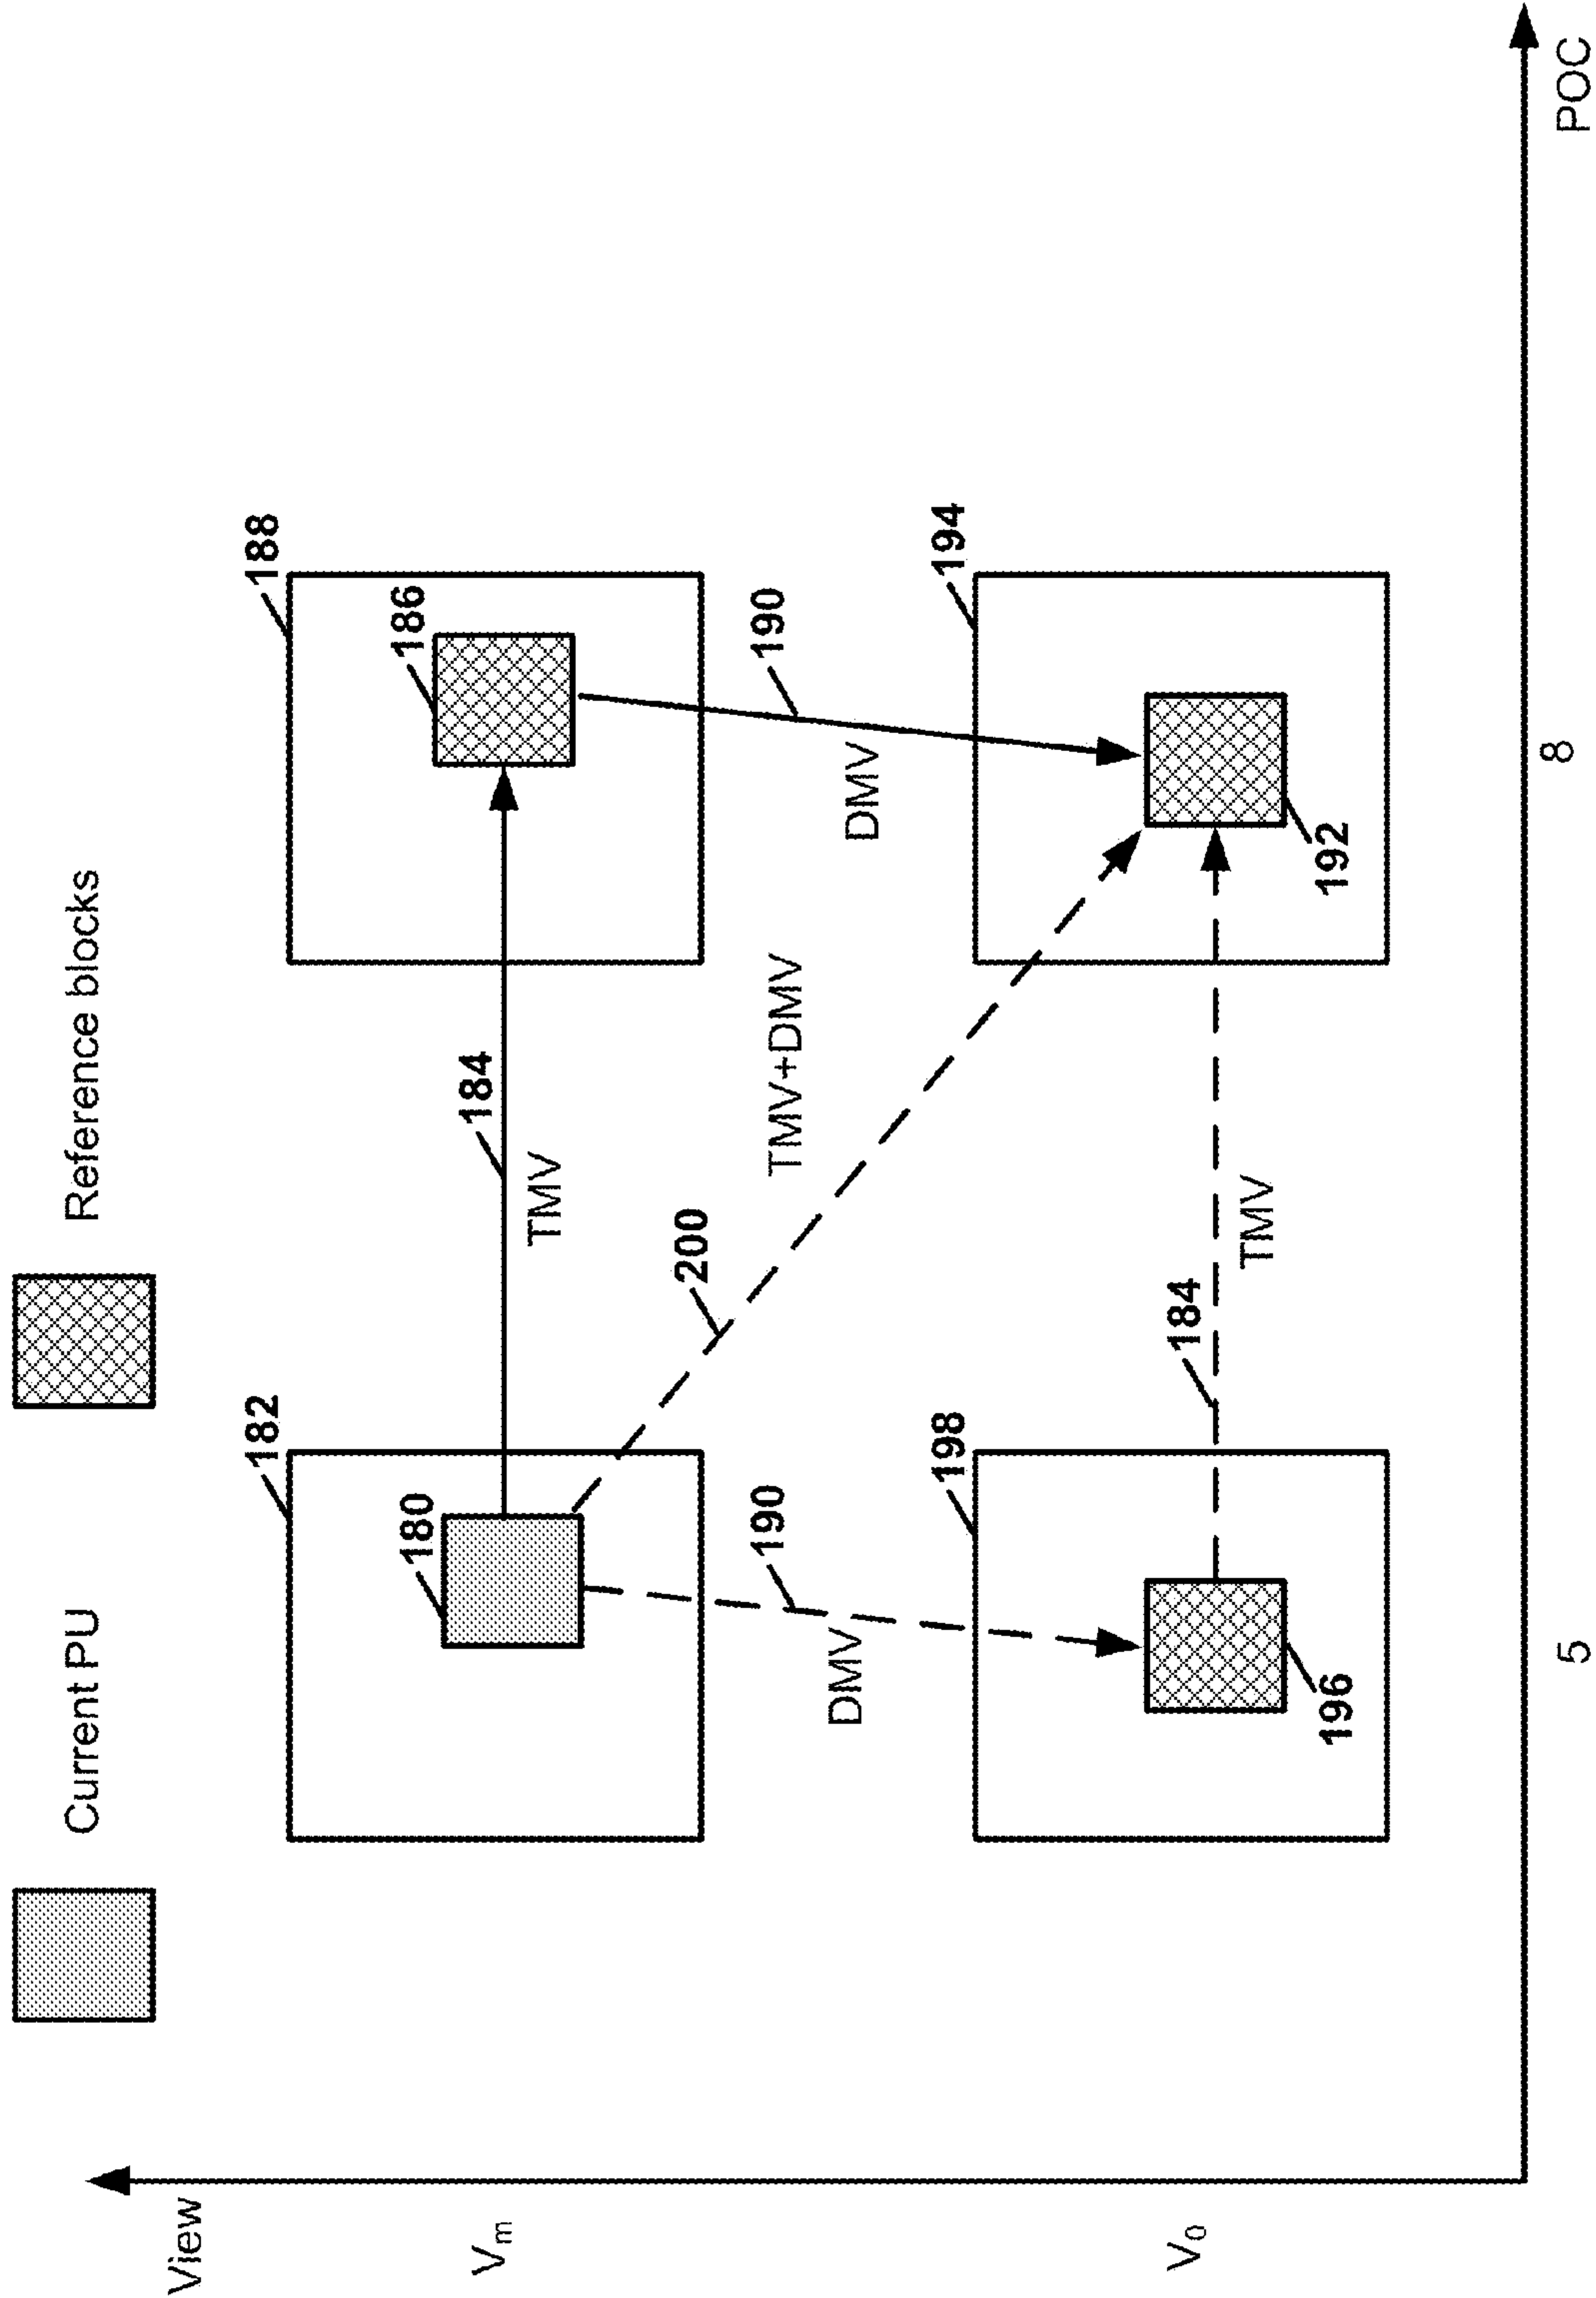 Current PU
Reference blocks
View
182
188
180
186
Vₘ
184
TMV
200
190
TMV+DMV
190
DMV
DMV
198
194
V₀
184
TMV
196
192
5
8
POC